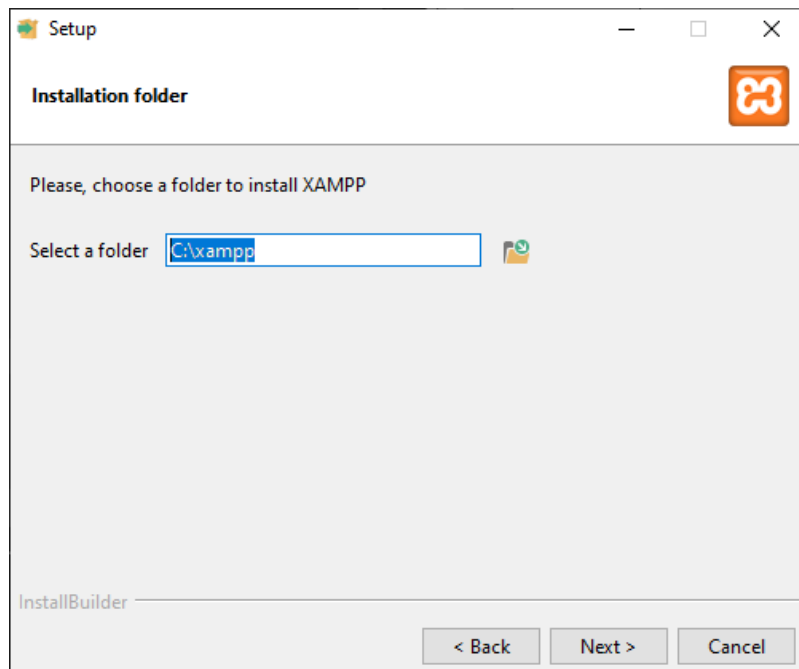 Setup
Installation folder
Please, choose a folder to install XAMPP
Select a folder C:\xampp
InstallBuilder
< Back Next > Cancel